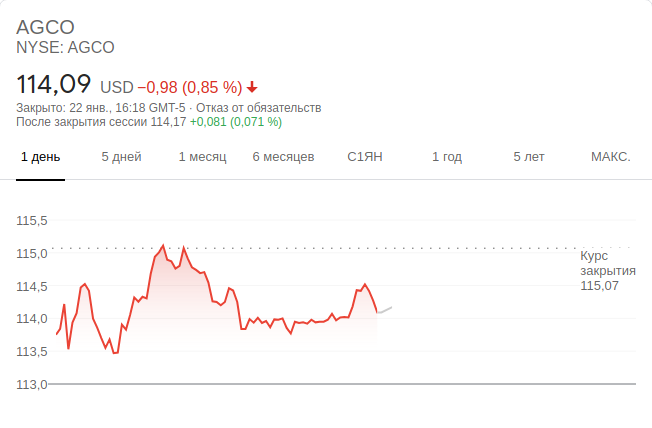 AGCO
NYSE: AGCO
114,09 USD −0,98 (0,85 %)
Закрыто: 22 янв., 16:18 GMT-5 · Отказ от обязательств
После закрытия сессии 114,17 +0,081 (0,071 %)
1 день 5 дней 1 месяц 6 месяцев С1ЯН 1 год 5 лет МАКС.
115,5
115,0
Курс
закрытия
114,5
115,07
114,0
113,5
113,0